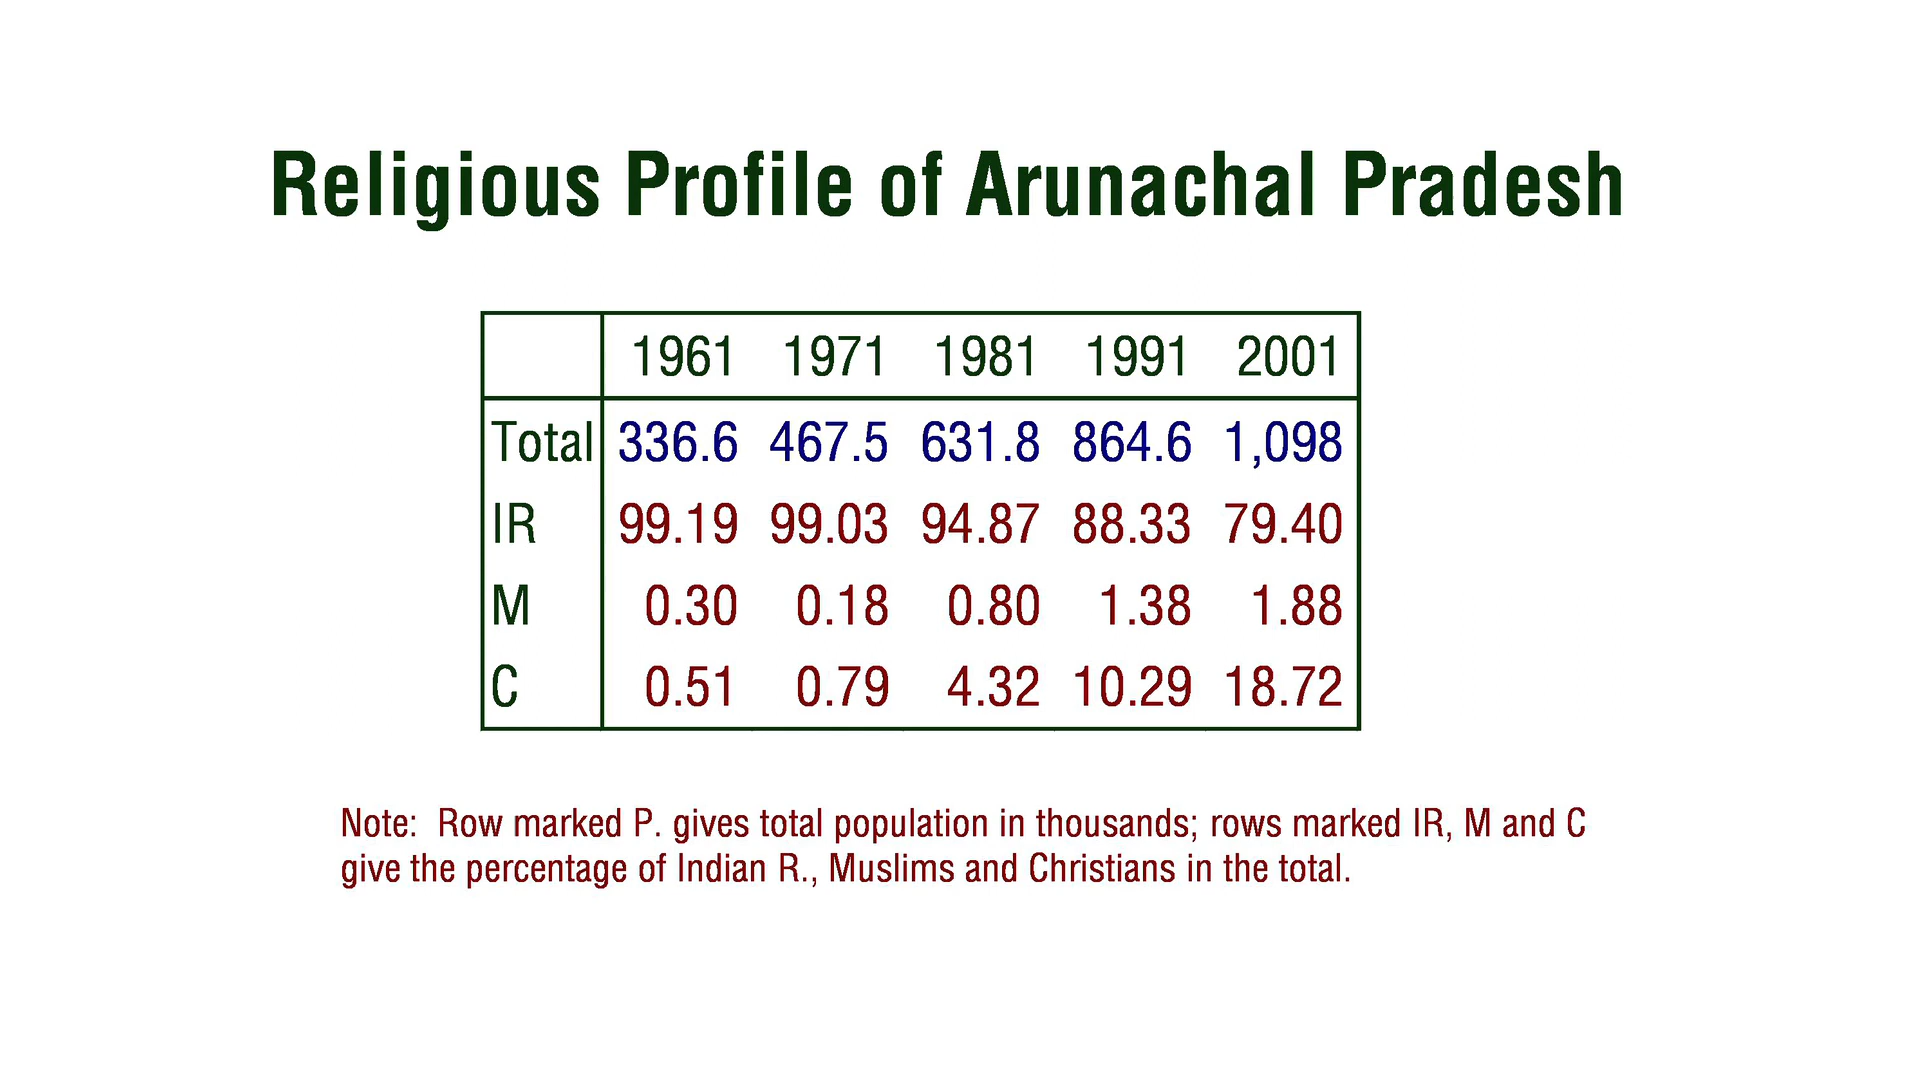 Religious Profile of Arunachal Pradesh
1961 1971 1981 1991 2001
Total 336.6 467.5 631.8 864.6 1,098
IR 99.19 99.03 94.87 88.33 79.40
M 0.30 0.18 0.80 1.38 1.88
C 0.51 0.79 4.32 10.29 18.72
Note: Row marked P. gives total population in thousands; rows marked IR, M and C
give the percentage of Indian R., Muslims and Christians in the total.